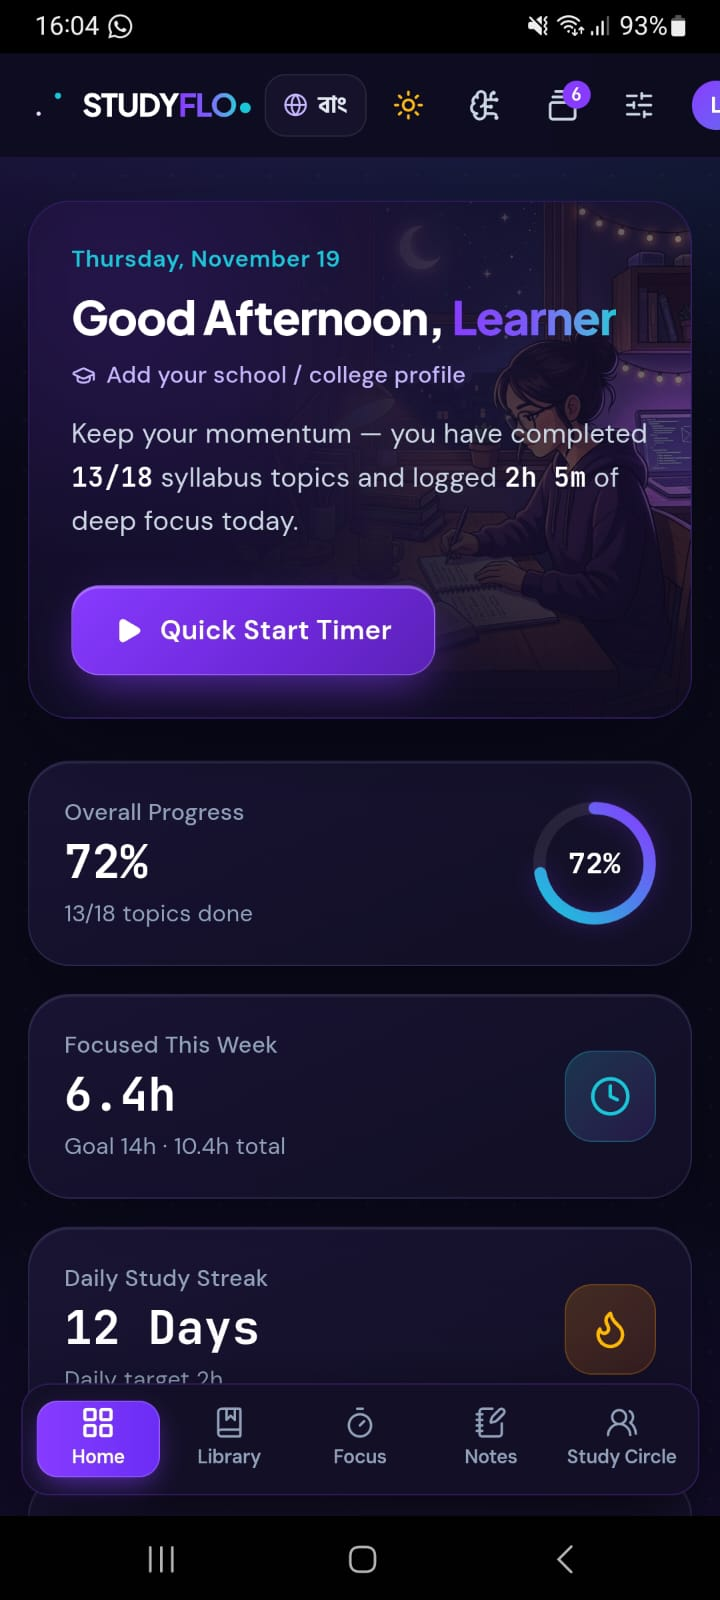 16:04
93%
STUDYFLO
বাং
6
L
Thursday, November 19
Good Afternoon, Learner
Add your school / college profile
Keep your momentum — you have completed
13/18 syllabus topics and logged 2h 5m of
deep focus today.
Quick Start Timer
Overall Progress
72%
72%
13/18 topics done
Focused This Week
6.4h
Goal 14h · 10.4h total
Daily Study Streak
12 Days
Daily target 2h
Home
Library
Focus
Notes
Study Circle